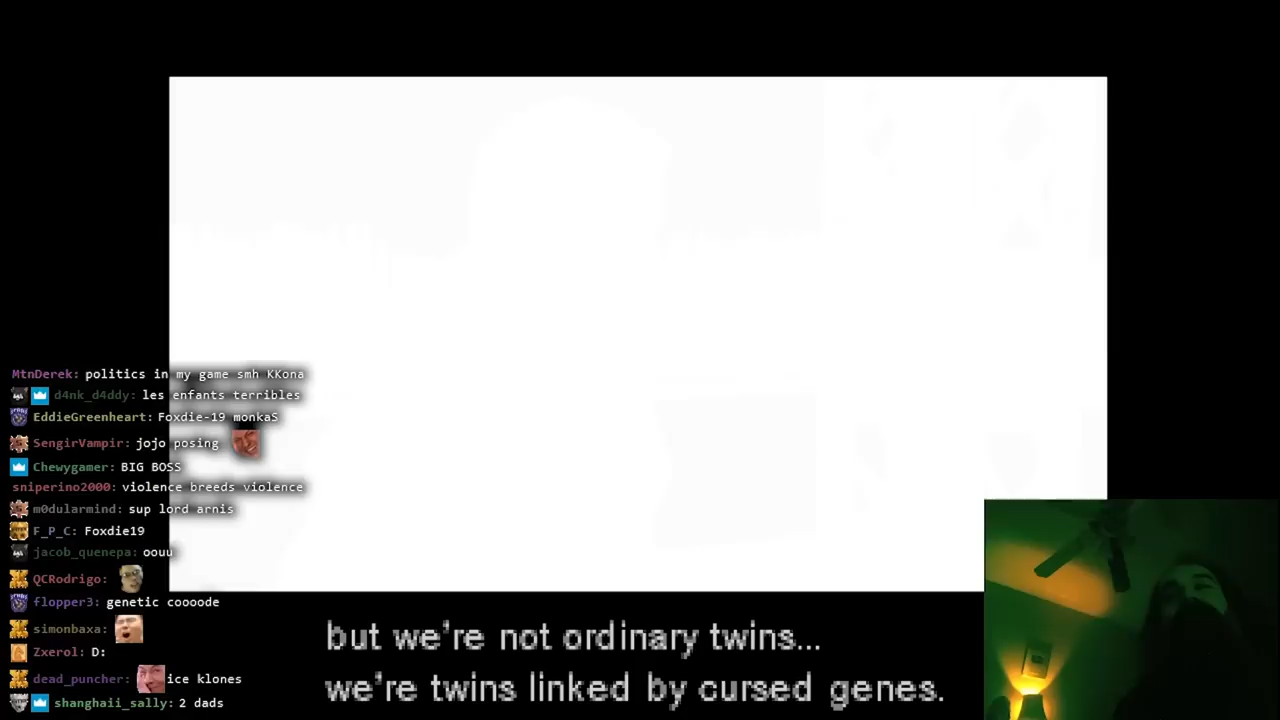 MtnDerek: politics in my game smh KKona
d4nk_d4ddy: les enfants terribles
EddieGreenheart: Foxdie-19 monkaS
SengirVampir: jojo posing
Chewygamer: BIG BOSS
sniperino2000: violence breeds violence
m0dularmind: sup lord arnis
F_P_C: Foxdie19
jacob_quenepa: oouu
QCRodrigo:
flopper3: genetic coooode
simonbaxa:
Zxerol: D:
dead_puncher: ice klones
shanghaii_sally: 2 dads
but we're not ordinary twins...
we're twins linked by cursed genes.